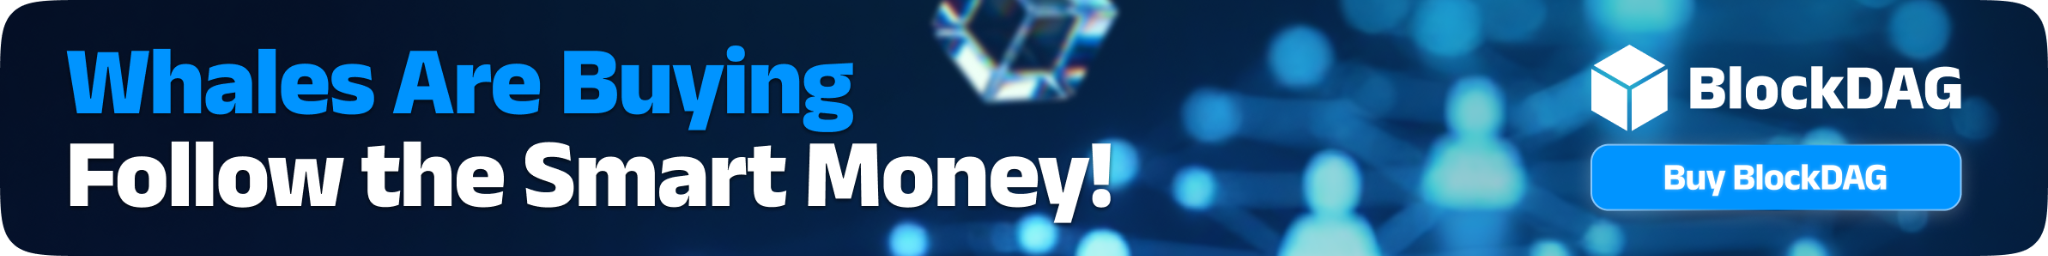 Whales Are Buying
Follow the Smart Money!
BlockDAG
Buy BlockDAG